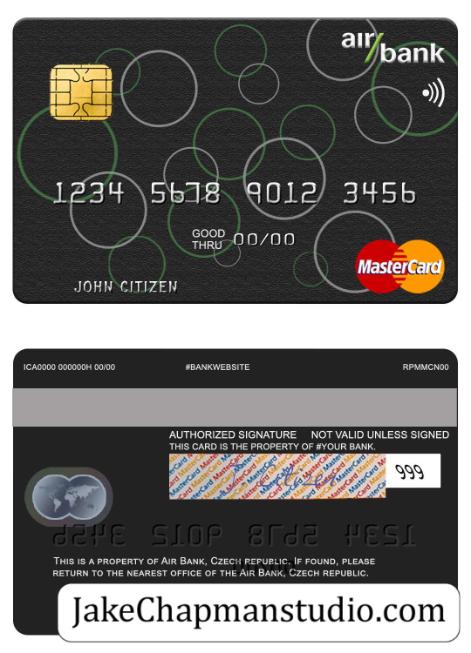 air bank
1234 5678 9012 3456
GOOD THRU 00/00
MasterCard
JOHN CITIZEN
ICA0000 000000H 00/00 #BANKWEBSITE RPMMCN00
AUTHORIZED SIGNATURE NOT VALID UNLESS SIGNED
THIS CARD IS THE PROPERTY OF #YOUR BANK.
999
THIS IS A PROPERTY OF AIR BANK, CZECH REPUBLIC. IF FOUND, PLEASE
RETURN TO THE NEAREST OFFICE OF THE AIR BANK, CZECH REPUBLIC.
JakeChapmanstudio.com